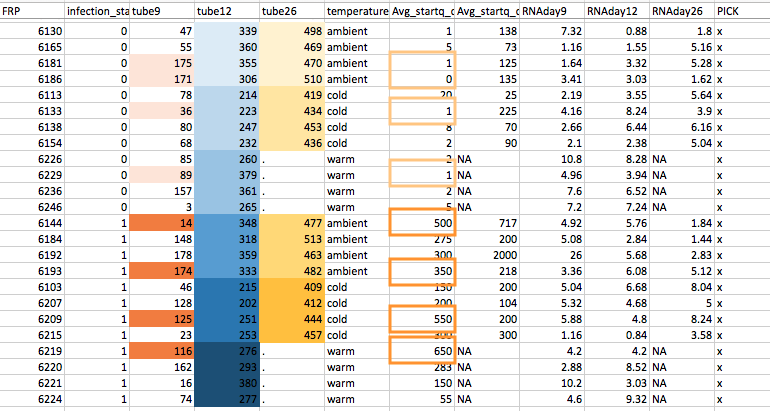 FRP infection_sta tube9 tube12 tube26 temperature Avg_startq_c Avg_startq_c RNAday9 RNAday12 RNAday26 PICK
6130 0 47 339 498 ambient 1 138 7.32 0.88 1.8 x
6165 0 55 360 469 ambient 5 73 1.16 1.55 5.16 x
6181 0 175 355 470 ambient 1 125 1.64 3.32 5.28 x
6186 0 171 306 510 ambient 0 135 3.41 3.03 1.62 x
6113 0 78 214 419 cold 20 25 2.19 3.55 5.64 x
6133 0 36 223 434 cold 1 225 4.16 8.24 3.9 x
6138 0 80 247 453 cold 8 70 2.66 6.44 6.16 x
6154 0 68 232 436 cold 2 90 2.1 2.38 5.04 x
6226 0 85 260 . warm 2 NA 10.8 8.28 NA x
6229 0 89 379 . warm 1 NA 4.96 3.94 NA x
6236 0 157 361 . warm 2 NA 7.6 6.52 NA x
6246 0 3 265 . warm 5 NA 7.2 7.24 NA x
6144 1 14 348 477 ambient 500 717 4.92 5.76 1.84 x
6184 1 148 318 513 ambient 275 200 5.08 2.84 1.44 x
6192 1 178 359 463 ambient 300 2000 26 5.68 2.83 x
6193 1 174 333 482 ambient 350 218 3.36 6.08 5.12 x
6103 1 46 215 409 cold 150 200 5.04 6.68 8.04 x
6207 1 128 202 412 cold 200 104 5.32 4.68 5 x
6209 1 125 251 444 cold 550 200 5.88 4.8 8.24 x
6215 1 23 253 457 cold 300 300 1.16 0.84 3.58 x
6219 1 116 276 . warm 650 NA 4.2 4.2 NA x
6220 1 162 293 . warm 283 NA 2.88 8.52 NA x
6221 1 16 380 . warm 150 NA 10.2 3.03 NA x
6224 1 74 277 . warm 55 NA 4.6 9.32 NA x